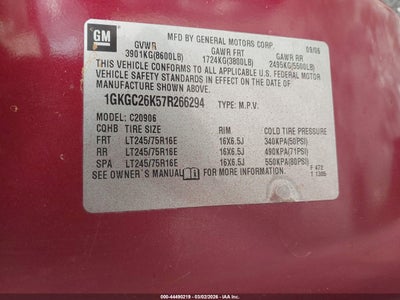 GM
MFD BY GENERAL MOTORS CORP. 09/06
GVWR GAWR FRT GAWR RR
3901KG(8600LB) 1724KG(3800LB) 2495KG(5500LB)
THIS VEHICLE CONFORMS TO ALL APPLICABLE U.S. FEDERAL
MOTOR VEHICLE SAFETY STANDARDS IN EFFECT ON THE DATE OF
MANUFACTURE SHOWN ABOVE.
1GKGC26K57R266294 TYPE: M.P.V.
MODEL: C20906
CQHB TIRE SIZE RIM COLD TIRE PRESSURE
FRT LT245/75R16E 16X6.5J 340KPA(50PSI)
RR LT245/75R16E 16X6.5J 490KPA(71PSI)
SPA LT245/75R16E 16X6.5J 550KPA(80PSI)
SEE OWNER'S MANUAL FOR MORE INFORMATION.
000- 44490219 - 03/02/2026 - IAA Inc.